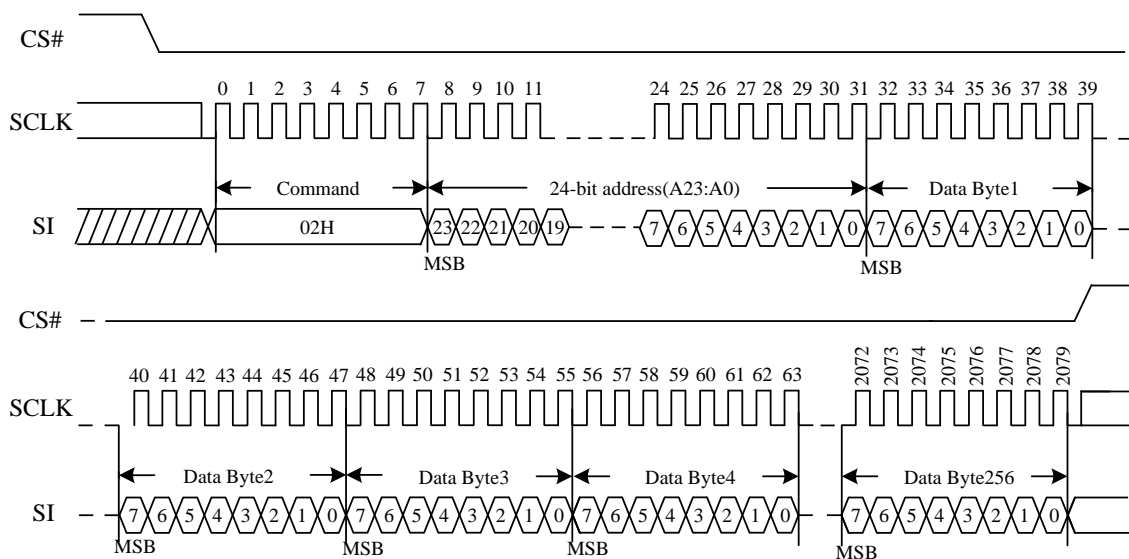 CS#
0 1 2 3 4 5 6 7 8 9 10 11 24 25 26 27 28 29 30 31 32 33 34 35 36 37 38 39
SCLK
Command 24-bit address(A23:A0) Data Byte1
SI 02H 23 22 21 20 19 7 6 5 4 3 2 1 0 7 6 5 4 3 2 1 0
MSB MSB
CS#
40 41 42 43 44 45 46 47 48 49 50 51 52 53 54 55 56 57 58 59 60 61 62 63 2072 2073 2074 2075 2076 2077 2078 2079
SCLK
Data Byte2 Data Byte3 Data Byte4 Data Byte256
SI 7 6 5 4 3 2 1 0 7 6 5 4 3 2 1 0 7 6 5 4 3 2 1 0 7 6 5 4 3 2 1 0
MSB MSB MSB MSB